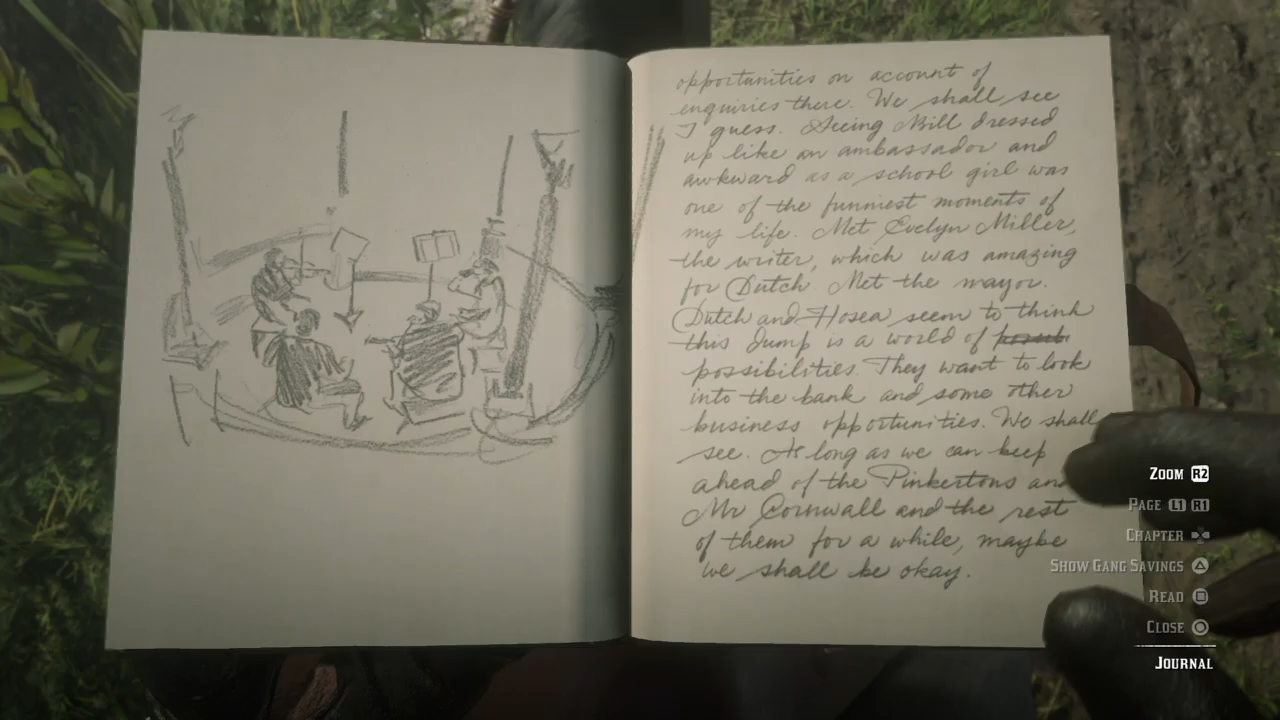 opportunities on account of
enquiries there. We shall see
I guess. Seeing Bill dressed
up like an ambassador and
awkward as a school girl was
one of the funniest moments of
my life. Met Evelyn Miller,
the writer, which was amazing
for Dutch. Met the mayor.
Dutch and Hosea seem to think
this dump is a world of possib
possibilities. They want to look
into the bank and some other
business opportunities. We shall
see. As long as we can keep
ahead of the Pinkertons and
Mr Cornwall and the rest
of them for a while, maybe
we shall be okay.
ZOOM R2
PAGE L1 R1
CHAPTER
SHOW GANG SAVINGS
READ
CLOSE
JOURNAL